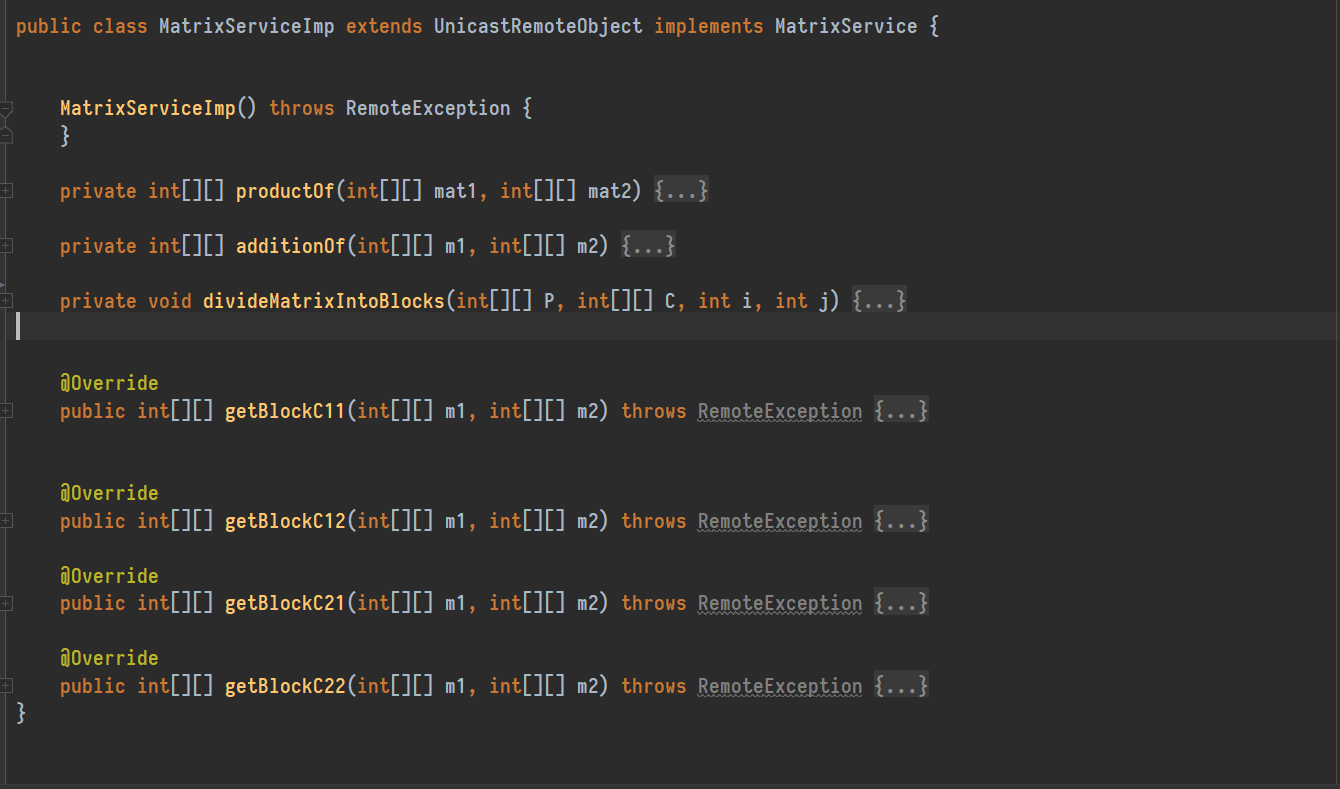 public class MatrixServiceImp extends UnicastRemoteObject implements MatrixService {
MatrixServiceImp() throws RemoteException {
}
private int[][] productOf(int[][] mat1, int[][] mat2) {...}
private int[][] additionOf(int[][] m1, int[][] m2) {...}
private void divideMatrixIntoBlocks(int[][] P, int[][] C, int i, int j) {...}
@Override
public int[][] getBlockC11(int[][] m1, int[][] m2) throws RemoteException {...}
@Override
public int[][] getBlockC12(int[][] m1, int[][] m2) throws RemoteException {...}
@Override
public int[][] getBlockC21(int[][] m1, int[][] m2) throws RemoteException {...}
@Override
public int[][] getBlockC22(int[][] m1, int[][] m2) throws RemoteException {...}
}